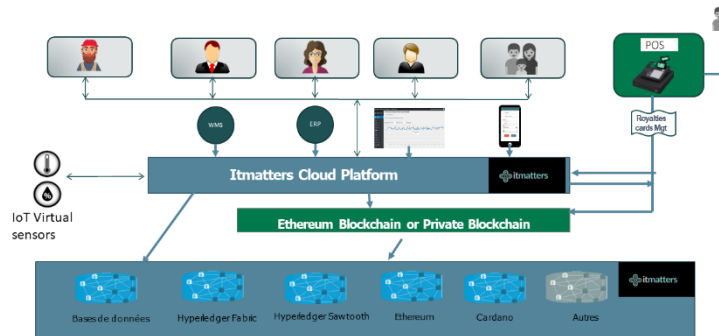 POS
Royalties
cards Mgt
WMS
ERP
Itmatters Cloud Platform
itmatters
%
IoT Virtual
sensors
Ethereum Blockchain or Private Blockchain
itmatters
Bases de données
Hyperledger Fabric
Hyperledger Sawtooth
Ethereum
Cardano
Autres